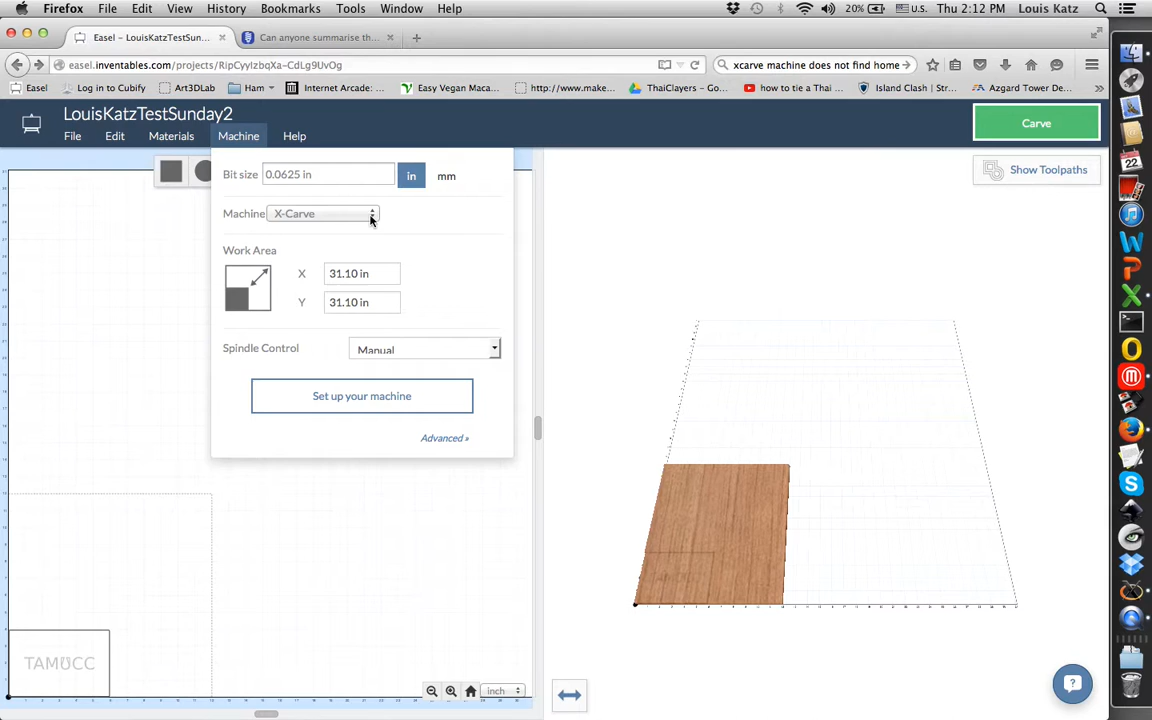 Firefox File Edit View History Bookmarks Tools Window Help 20% U.S. Thu 2:12 PM Louis Katz
Easel - LouisKatzTestSun... Can anyone summarise th...
easel.inventables.com/projects/RipCyyIzbqXa-CdLg9UvOg xcarve machine does not find home
Easel Log in to Cubify Art3DLab Ham Internet Arcade: ... Easy Vegan Maca... http://www.make... ThaiClayers - Go... how to tie a Thai ... Island Clash | Str... Azgard Tower De...
LouisKatzTestSunday2
File Edit Materials Machine Help
Carve
Bit size 0.0625 in in mm
Show Toolpaths
Machine X-Carve
Work Area
X 31.10 in
Y 31.10 in
Spindle Control Manual
Set up your machine
Advanced »
TAMUCC
inch